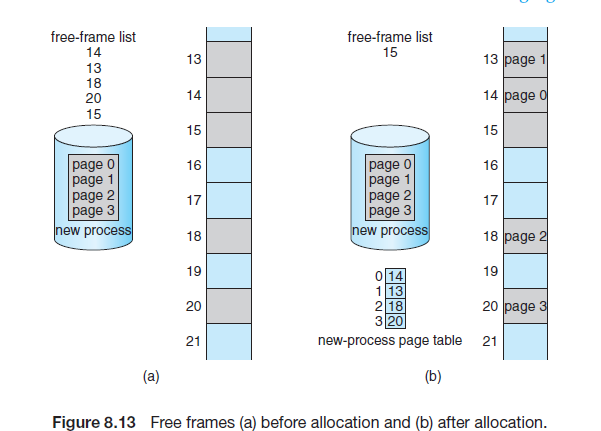 free-frame list
14
13
18
20
15
page 0
page 1
page 2
page 3
new process
13
14
15
16
17
18
19
20
21
(a)
free-frame list
15
page 0
page 1
page 2
page 3
new process
0 14
1 13
2 18
3 20
new-process page table
13 page 1
14 page 0
15
16
17
18 page 2
19
20 page 3
21
(b)
Figure 8.13 Free frames (a) before allocation and (b) after allocation.